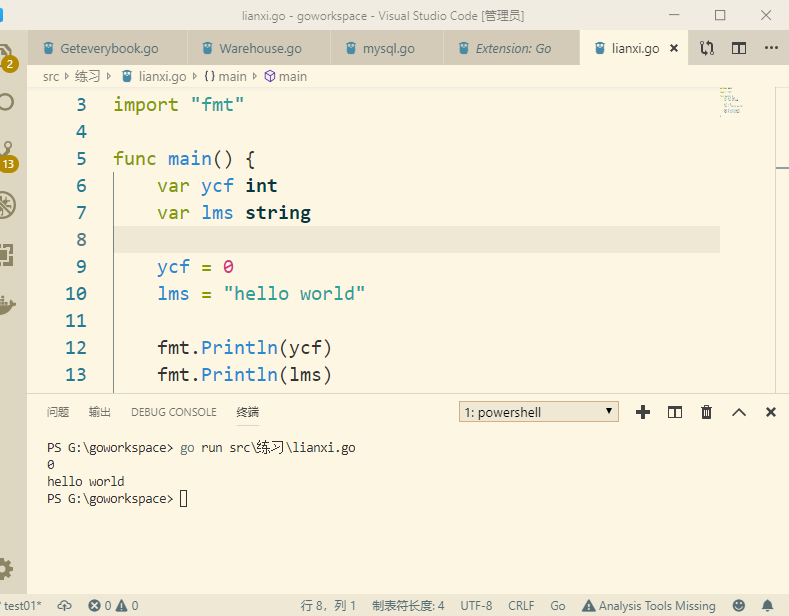 lianxi.go - goworkspace - Visual Studio Code [管理员]
Geteverybook.go Warehouse.go mysql.go Extension: Go lianxi.go
src 练习 lianxi.go {} main main
2
13
3 import "fmt"
4
5 func main() {
6 var ycf int
7 var lms string
8
9 ycf = 0
10 lms = "hello world"
11
12 fmt.Println(ycf)
13 fmt.Println(lms)
问题 输出 DEBUG CONSOLE 终端 1: powershell
PS G:\goworkspace> go run src\练习\lianxi.go
0
hello world
PS G:\goworkspace>
test01* 0 0 行 8，列 1 制表符长度: 4 UTF-8 CRLF Go Analysis Tools Missing